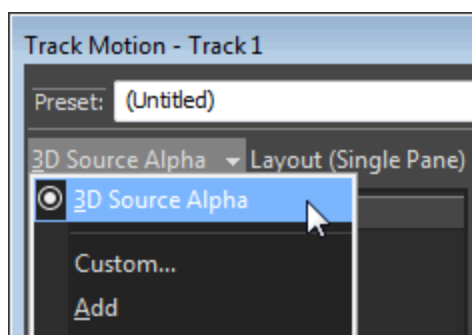 Track Motion - Track 1
Preset: (Untitled)
3D Source Alpha Layout (Single Pane)
3D Source Alpha
Custom...
Add